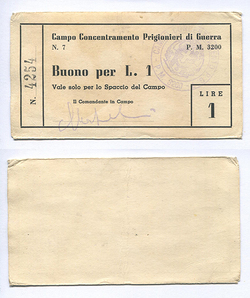 Campo Concentramento Prigionieri di Guerra
N. 7 P. M. 3200
N. 4254
Buono per L. 1
Vale solo per lo Spaccio del Campo
Il Comandante in Campo
LIRE
1